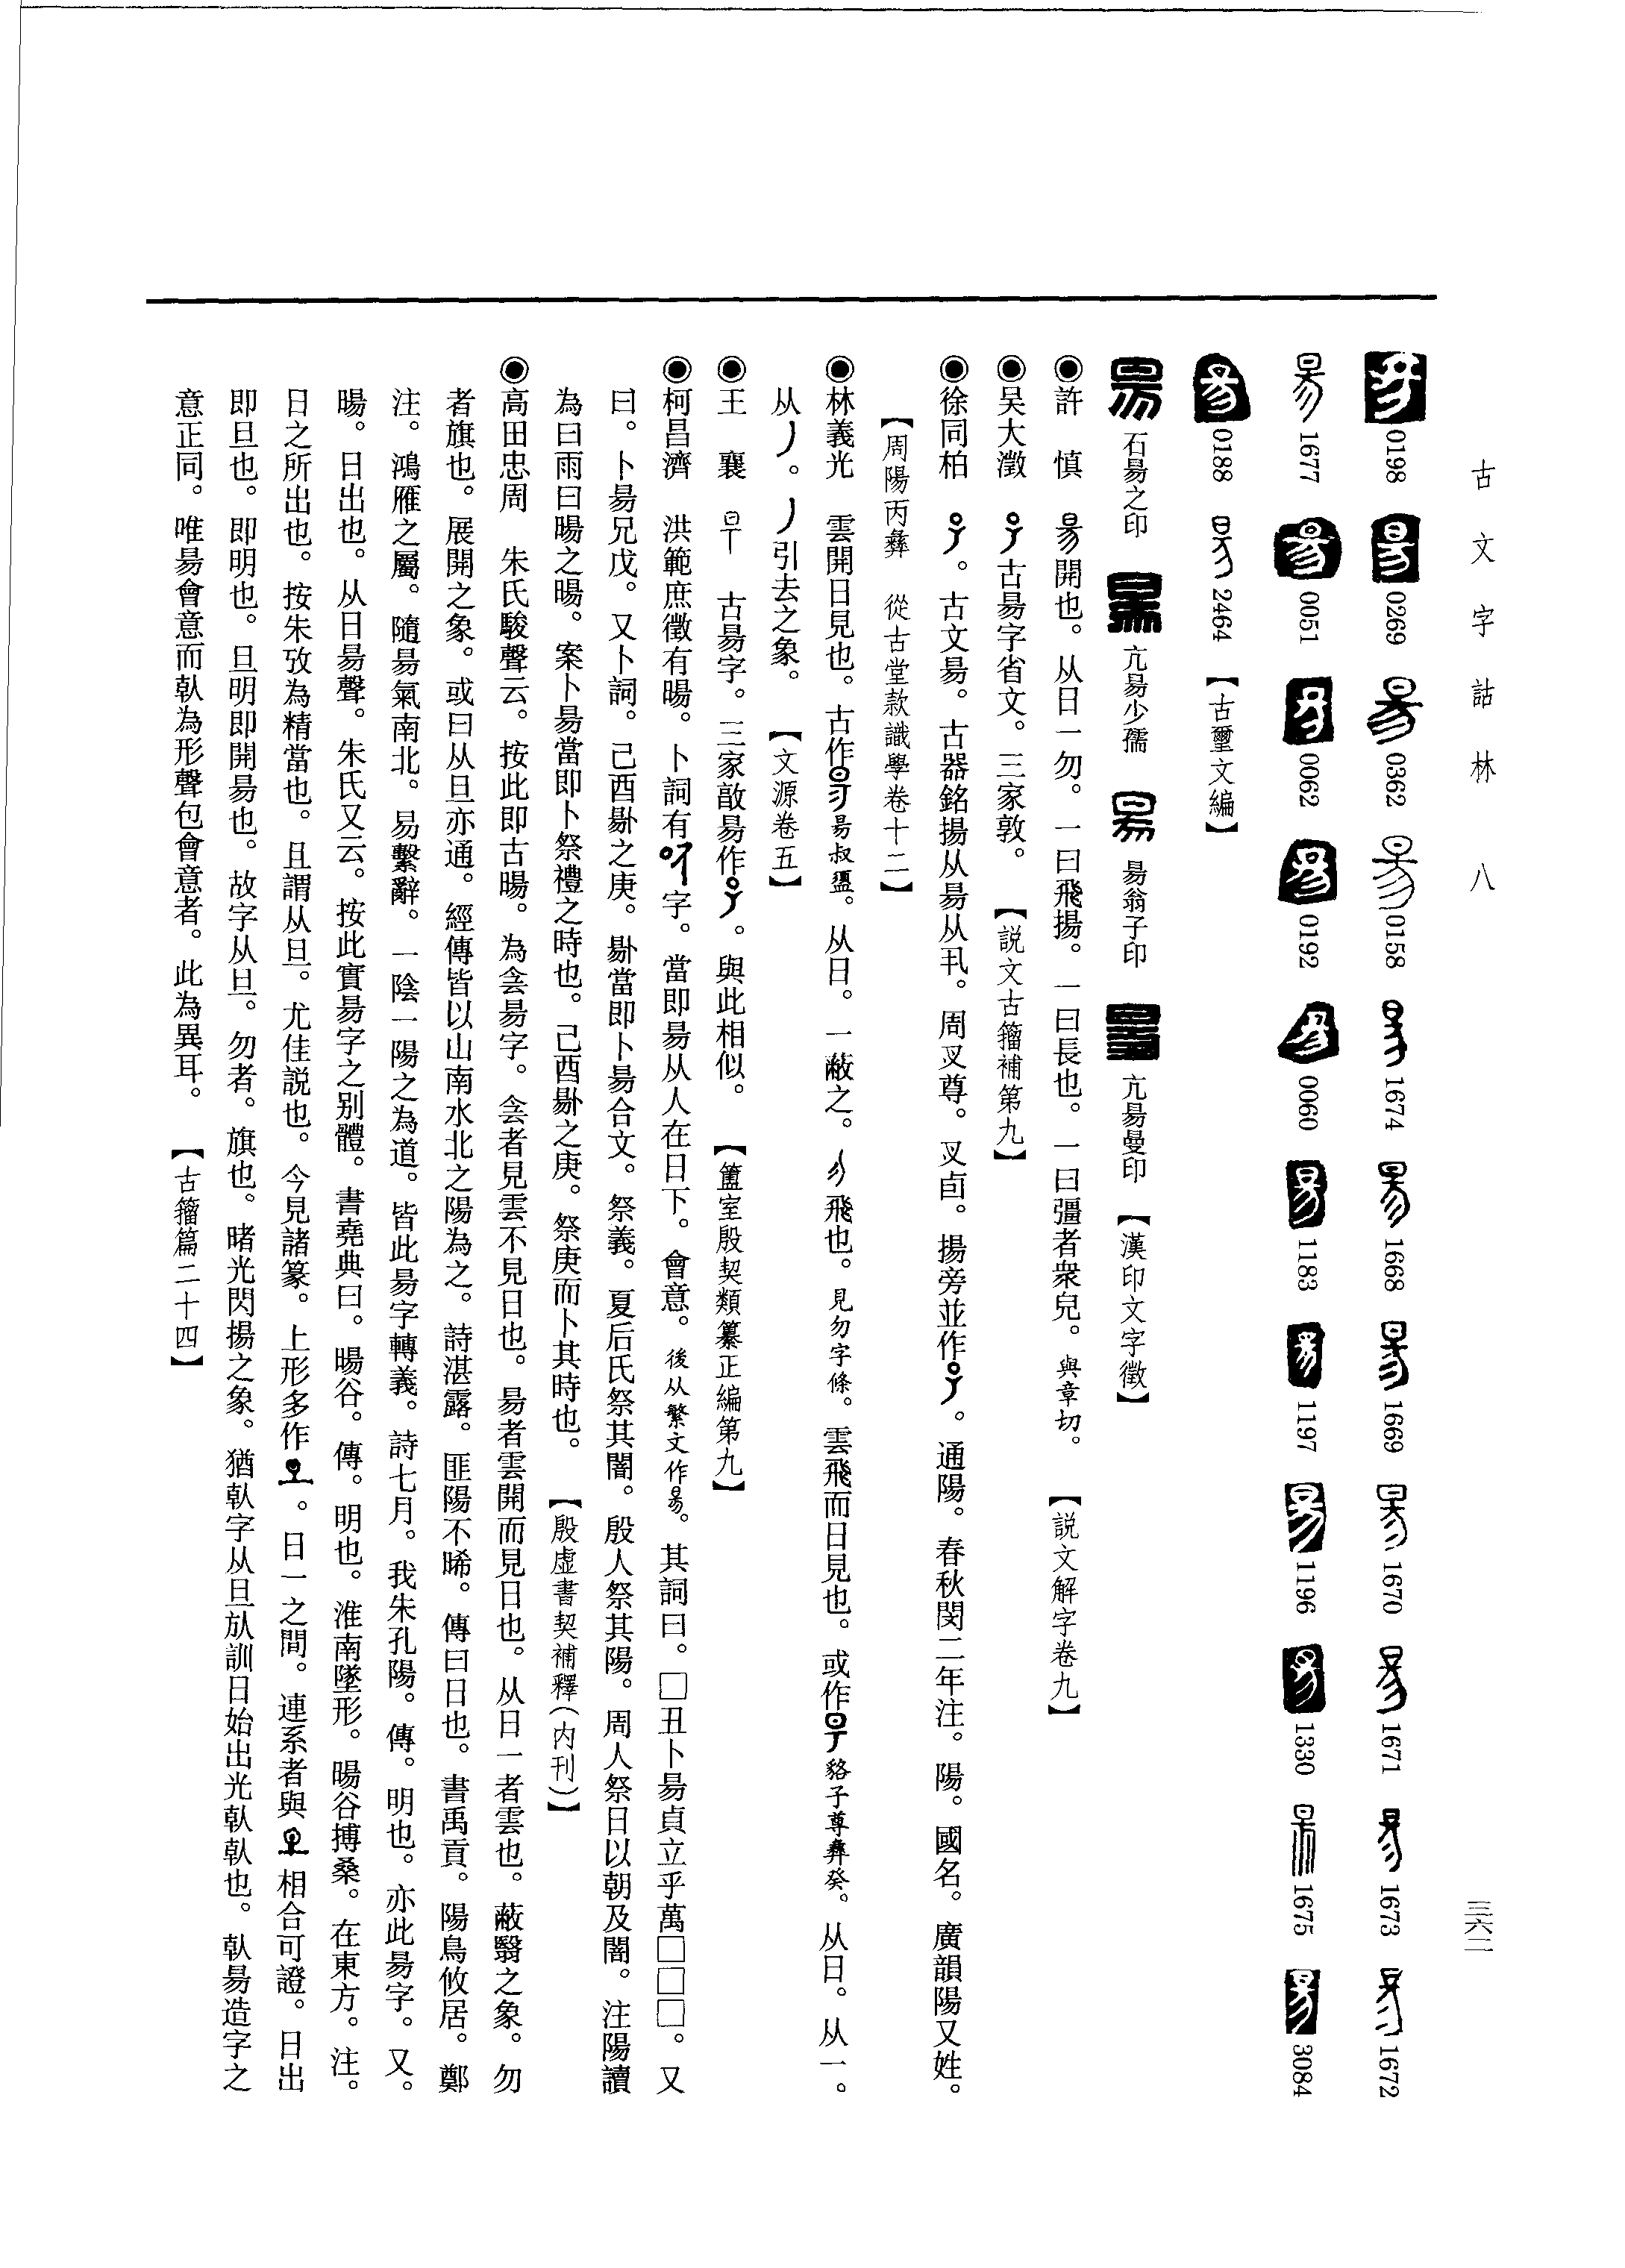 古文字詁林 八
三六二
0198 0269 0362 0158 1674 1668 1669 1670 1671 1673 1672
1677 0051 0062 0192 0060 1183 1197 1196 1330 1675 3084
0188 2464 【古璽文編】
石昜之印 亢昜少孺 昜翁子印 亢昜曼印 【漢印文字徵】
◉許 慎 昜開也。从日一勿。一曰飛揚。一曰長也。一曰彊者衆皃。與章切。 【説文解字卷九】
◉吴大澂 古昜字省文。三家敦。 【説文古籀補第九】
◉徐同柏 。古文昜。古器銘揚从昜从丮。周㕚尊。㕚卣。揚旁並作。通陽。春秋閔二年注。陽。國名。廣韻陽又姓。
【周陽丙彝 從古堂款識學卷十二】
◉林義光 雲開日見也。古作昜叔盨。从日。一蔽之。飛也。見勿字條。雲飛而日見也。或作貉子尊彝癸。从日。从一。
从丿。丿引去之象。 【文源卷五】
◉王 襄 古昜字。三家敔昜作。與此相似。 【簠室殷契類纂正編第九】
◉柯昌濟 洪範庶徵有暘。卜詞有字。當即昜从人在日下。會意。後从繁文作昜。其詞曰。□丑卜昜貞立乎萬□□□。又
曰。卜昜兄戊。又卜詞。己酉之庚。當即卜昜合文。祭義。夏后氏祭其闇。殷人祭其陽。周人祭日以朝及闇。注陽讀
為曰雨曰暘之暘。案卜昜當即卜祭禮之時也。己酉之庚。祭庚而卜其時也。 【殷虚書契補釋（内刊）】
◉高田忠周 朱氏駿聲云。按此即古暘。為侌昜字。侌者見雲不見日也。昜者雲開而見日也。从日一者雲也。蔽翳之象。勿
者旗也。展開之象。或曰从旦亦通。經傳皆以山南水北之陽為之。詩湛露。匪陽不晞。傳曰日也。書禹貢。陽鳥攸居。鄭
注。鴻雁之屬。隨昜氣南北。易繫辭。一陰一陽之為道。皆此昜字轉義。詩七月。我朱孔陽。傳。明也。亦此昜字。又。
暘。日出也。从日昜聲。朱氏又云。按此實昜字之别體。書堯典曰。暘谷。傳。明也。淮南墜形。暘谷搏桑。在東方。注。
日之所出也。按朱攷為精當也。且謂从旦。尤佳説也。今見諸篆。上形多作。日一之間。連系者與相合可證。日出
即旦也。即明也。旦明即開昜也。故字从旦。勿者。旗也。暏光閃揚之象。猶倝字从旦㫃訓日始出光倝倝也。倝昜造字之
意正同。唯昜會意而倝為形聲包會意者。此為異耳。 【古籀篇二十四】